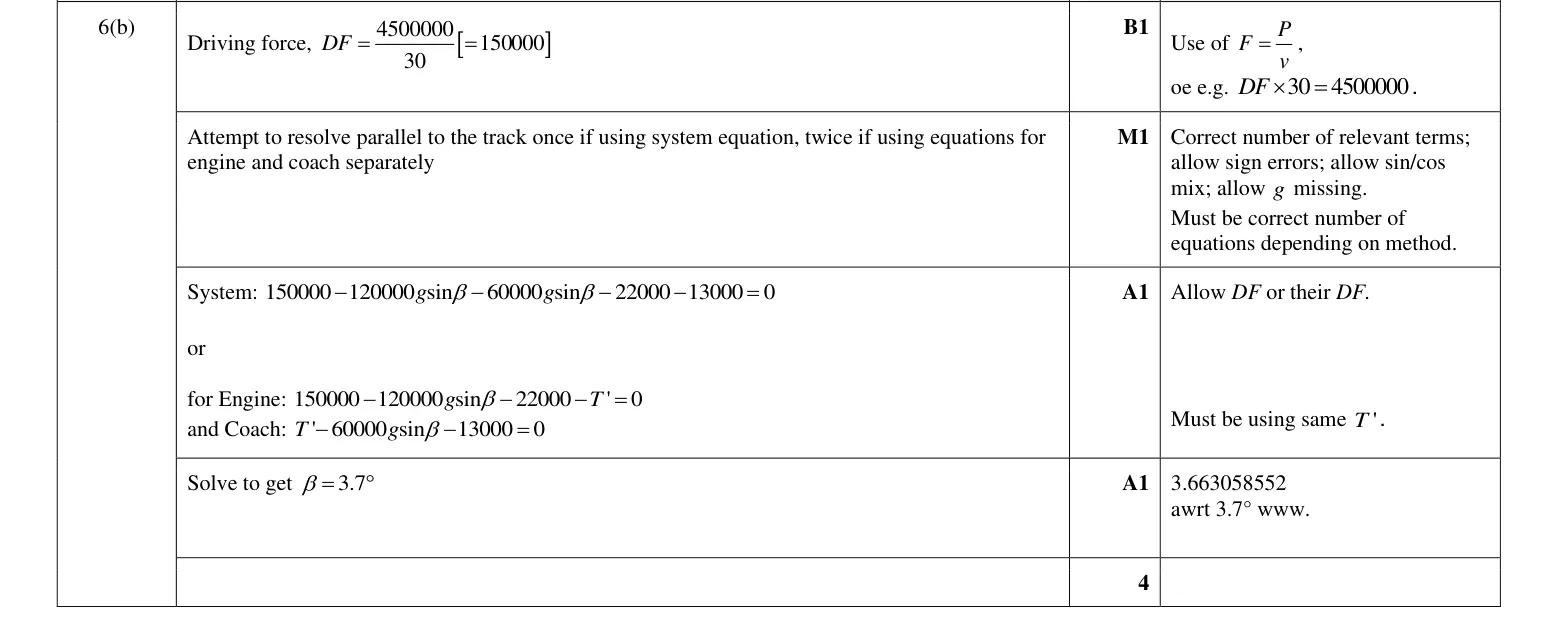 6(b)
Driving force, DF = 4500000/30 [=150000]
B1
Use of F = P/v ,
oe e.g. DF × 30 = 4500000 .
Attempt to resolve parallel to the track once if using system equation, twice if using equations for
engine and coach separately
M1
Correct number of relevant terms;
allow sign errors; allow sin/cos
mix; allow g missing.
Must be correct number of
equations depending on method.
System: 150000 − 120000gsinβ − 60000gsinβ − 22000 − 13000 = 0
A1
Allow DF or their DF.
or
for Engine: 150000 − 120000gsinβ − 22000 − T' = 0
and Coach: T' − 60000gsinβ − 13000 = 0
Must be using same T' .
Solve to get β = 3.7°
A1
3.663058552
awrt 3.7° www.
4